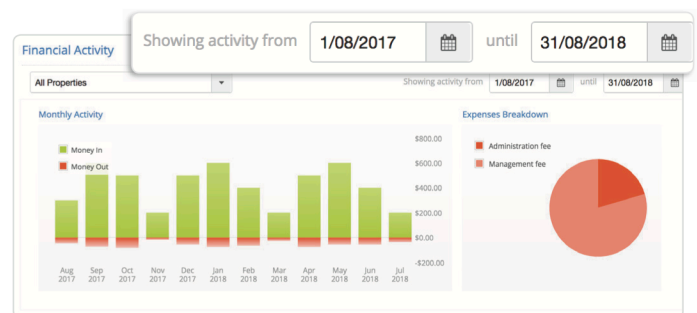 Showing activity from 1/08/2017 until 31/08/2018
Financial Activity
All Properties
Showing activity from 1/08/2017 until 31/08/2018
Monthly Activity
Expenses Breakdown
Money In
Money Out
$800.00
$600.00
$400.00
$200.00
$0.00
-$200.00
Aug 2017
Sep 2017
Oct 2017
Nov 2017
Dec 2017
Jan 2018
Feb 2018
Mar 2018
Apr 2018
May 2018
Jun 2018
Jul 2018
Administration fee
Management fee